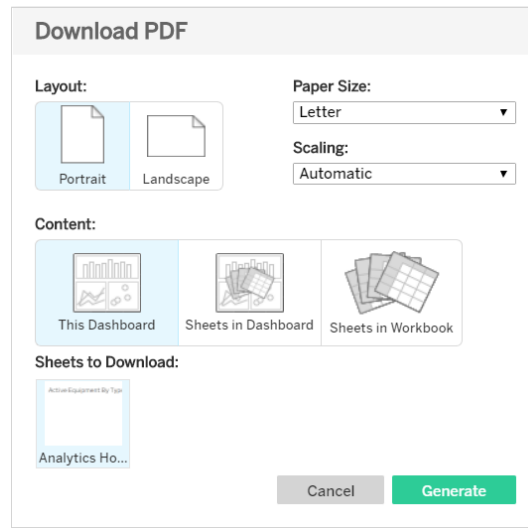 Download PDF
Layout:
Portrait
Landscape
Paper Size:
Letter
Scaling:
Automatic
Content:
This Dashboard
Sheets in Dashboard
Sheets in Workbook
Sheets to Download:
Active Equipment By Typ
Analytics Ho...
Cancel
Generate